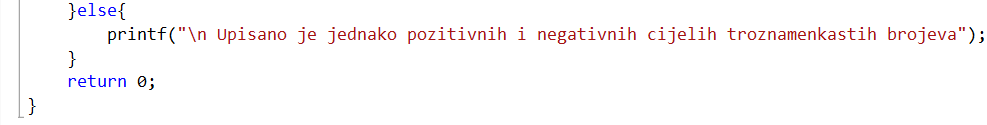 }else{
printf("\n Upisano je jednako pozitivnih i negativnih cijelih troznamenkastih brojeva");
}
return 0;
}